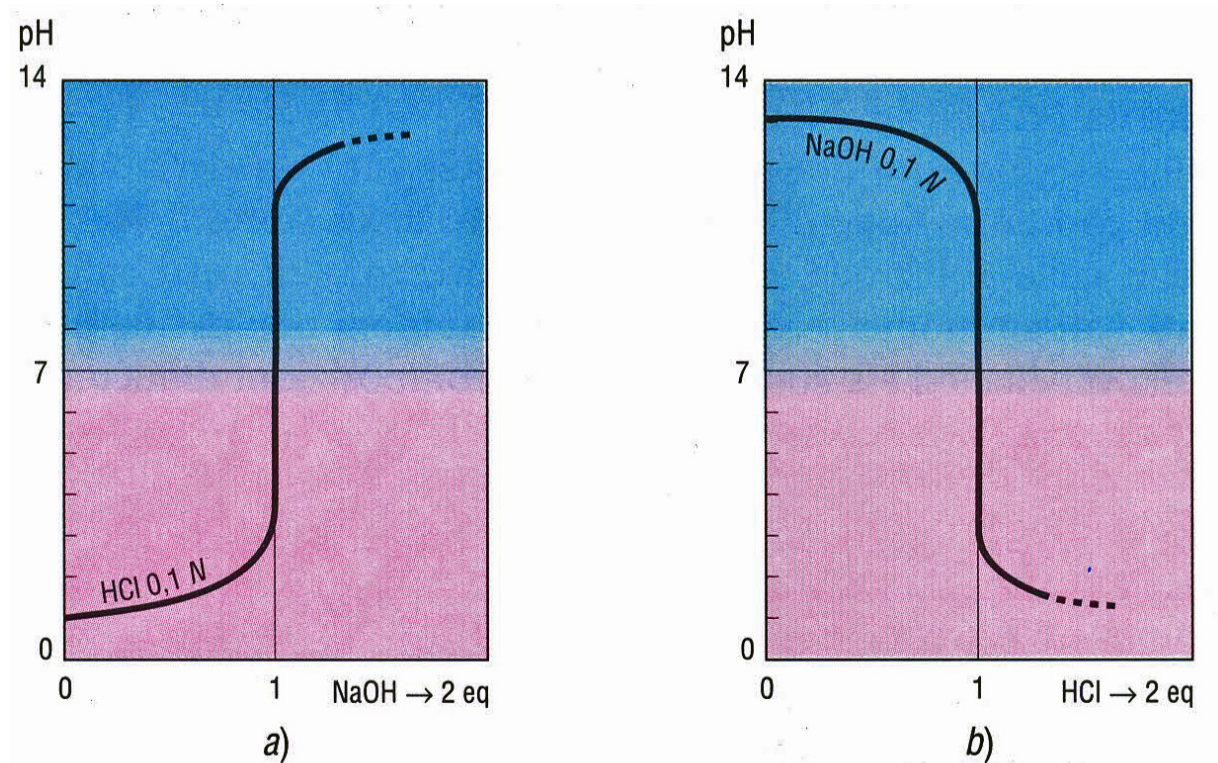 pH
14
7
0
HCl 0,1 N
0
1
NaOH → 2 eq
a)
pH
14
7
0
NaOH 0,1 N
0
1
HCl → 2 eq
b)